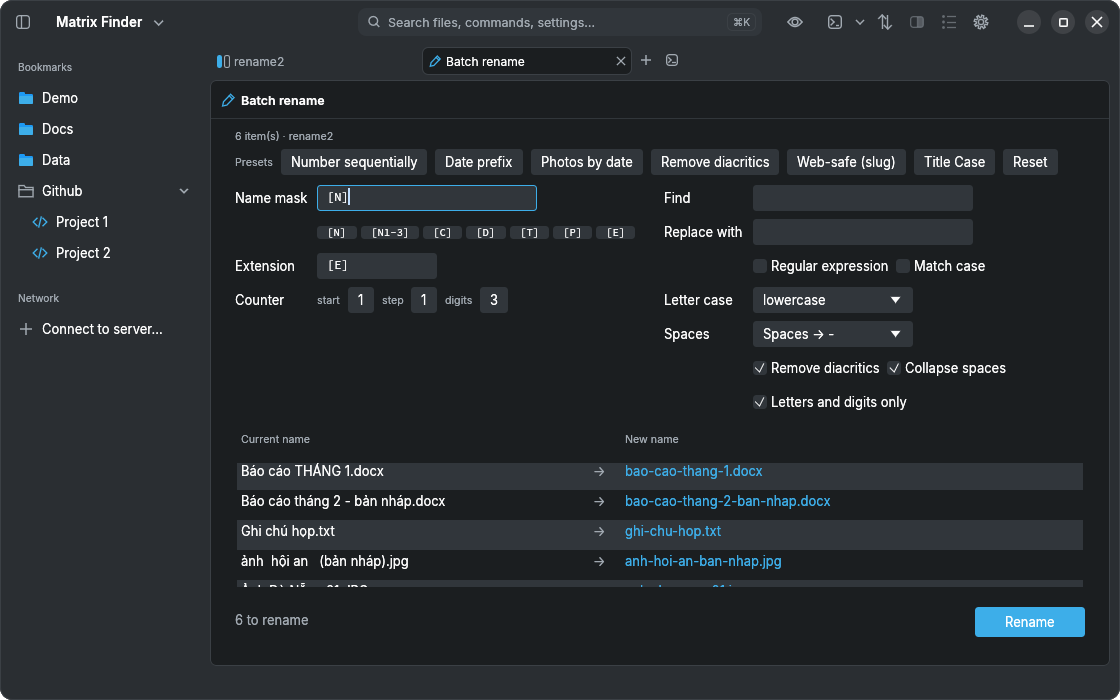 Matrix Finder
Search files, commands, settings...
⌘K
Bookmarks
Demo
Docs
Data
Github
Project 1
Project 2
Network
Connect to server...
rename2
Batch rename
Batch rename
6 item(s) · rename2
Presets Number sequentially Date prefix Photos by date Remove diacritics Web-safe (slug) Title Case Reset
Name mask [N]
[N] [N1-3] [C] [D] [T] [P] [E]
Extension [E]
Counter start 1 step 1 digits 3
Find
Replace with
Regular expression Match case
Letter case lowercase
Spaces Spaces → -
Remove diacritics Collapse spaces
Letters and digits only
Current name New name
Báo cáo THÁNG 1.docx → bao-cao-thang-1.docx
Báo cáo tháng 2 - bản nháp.docx → bao-cao-thang-2-ban-nhap.docx
Ghi chú họp.txt → ghi-chu-hop.txt
ảnh  hội an   (bản nháp).jpg → anh-hoi-an-ban-nhap.jpg
6 to rename
Rename